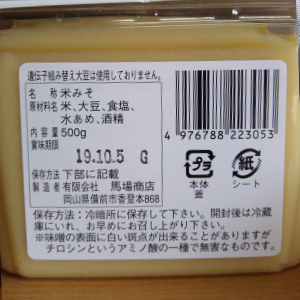 遺伝子組み替え大豆は使用しておりません。
名 称 米みそ
原材料名 米、大豆、食塩、
水あめ、酒精
内容量 500g
賞味期限
19.10.5 G
保存方法 下部に記載
製造者 有限会社 馬場商店
岡山県備前市香登本868
4 976788 223053
プラ
本体
蓋
紙
シート
保存方法：冷暗所に保存して下さい。開封後は冷蔵
庫にいれ、お早めにお召し上がり下さい。
※味噌の表面に白い斑点が出来ることがありますが
チロシンというアミノ酸の一種で無害なものです。